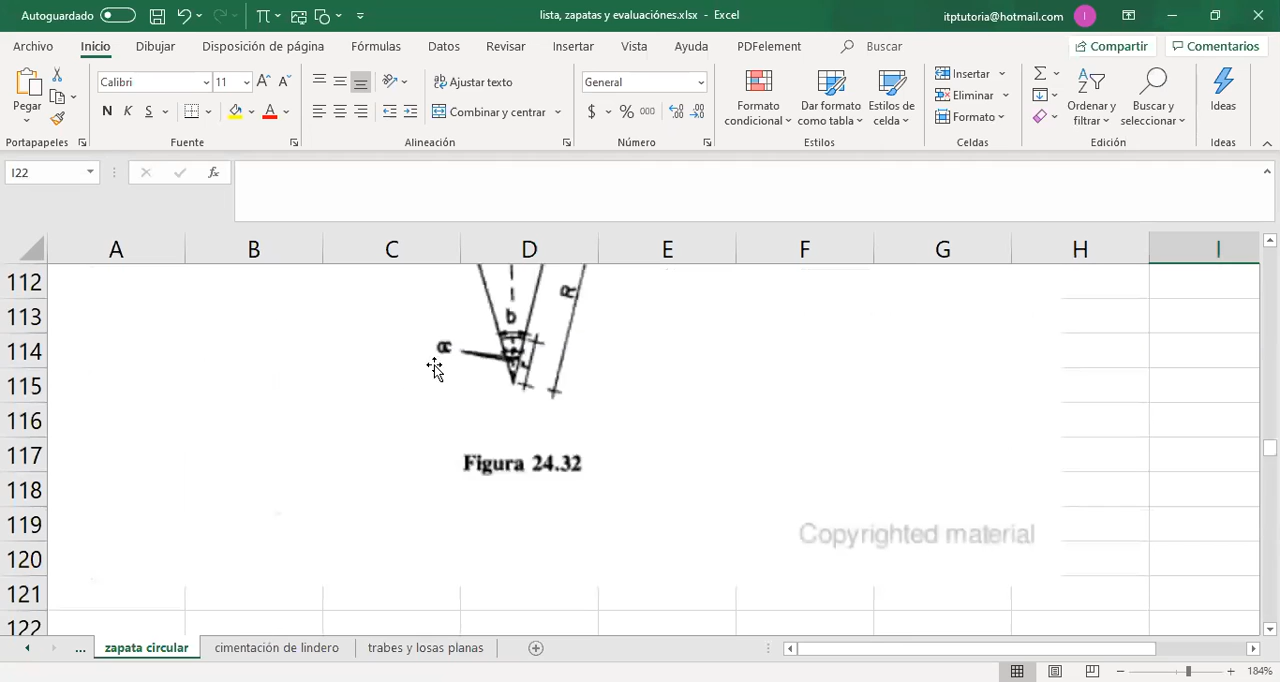 Autoguardado
lista, zapatas y evaluaciónes.xlsx - Excel
itptutoria@hotmail.com
I
Archivo
Inicio
Dibujar
Disposición de página
Fórmulas
Datos
Revisar
Insertar
Vista
Ayuda
PDFelement
Buscar
Compartir
Comentarios
Pegar
Calibri
11
N K S
Ajustar texto
Combinar y centrar
General
$ % 000
Formato
condicional
Dar formato
como tabla
Estilos de
celda
Insertar
Eliminar
Formato
Ordenar y
filtrar
Buscar y
seleccionar
Ideas
Portapapeles
Fuente
Alineación
Número
Estilos
Celdas
Edición
Ideas
I22
fx
A B C D E F G H I
112
113
114
115
116
117
118
119
120
121
122
R
b
α
r
Figura 24.32
Copyrighted material
...
zapata circular
cimentación de lindero
trabes y losas planas
184%